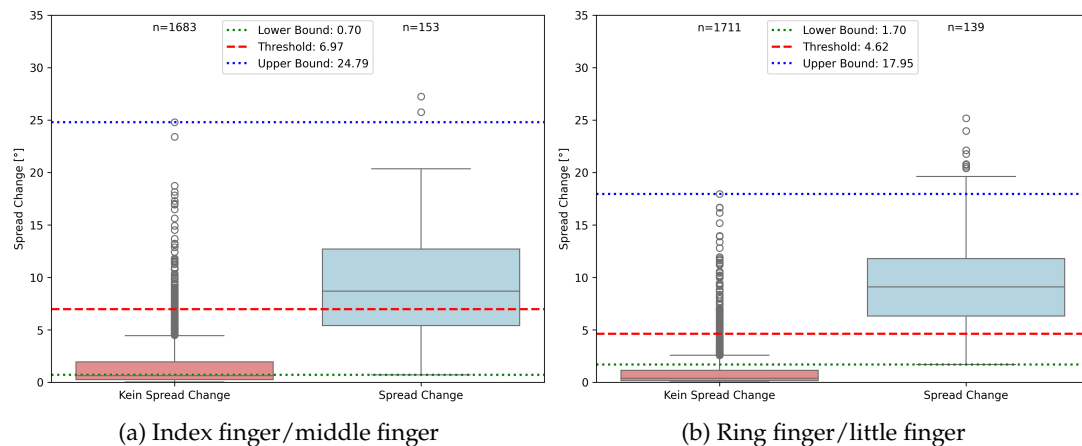 n=1683
n=153
Lower Bound: 0.70
Threshold: 6.97
Upper Bound: 24.79
Spread Change [°]
35
30
25
20
15
10
5
0
Kein Spread Change
Spread Change
(a) Index finger/middle finger
n=1711
n=139
Lower Bound: 1.70
Threshold: 4.62
Upper Bound: 17.95
Spread Change [°]
35
30
25
20
15
10
5
0
Kein Spread Change
Spread Change
(b) Ring finger/little finger